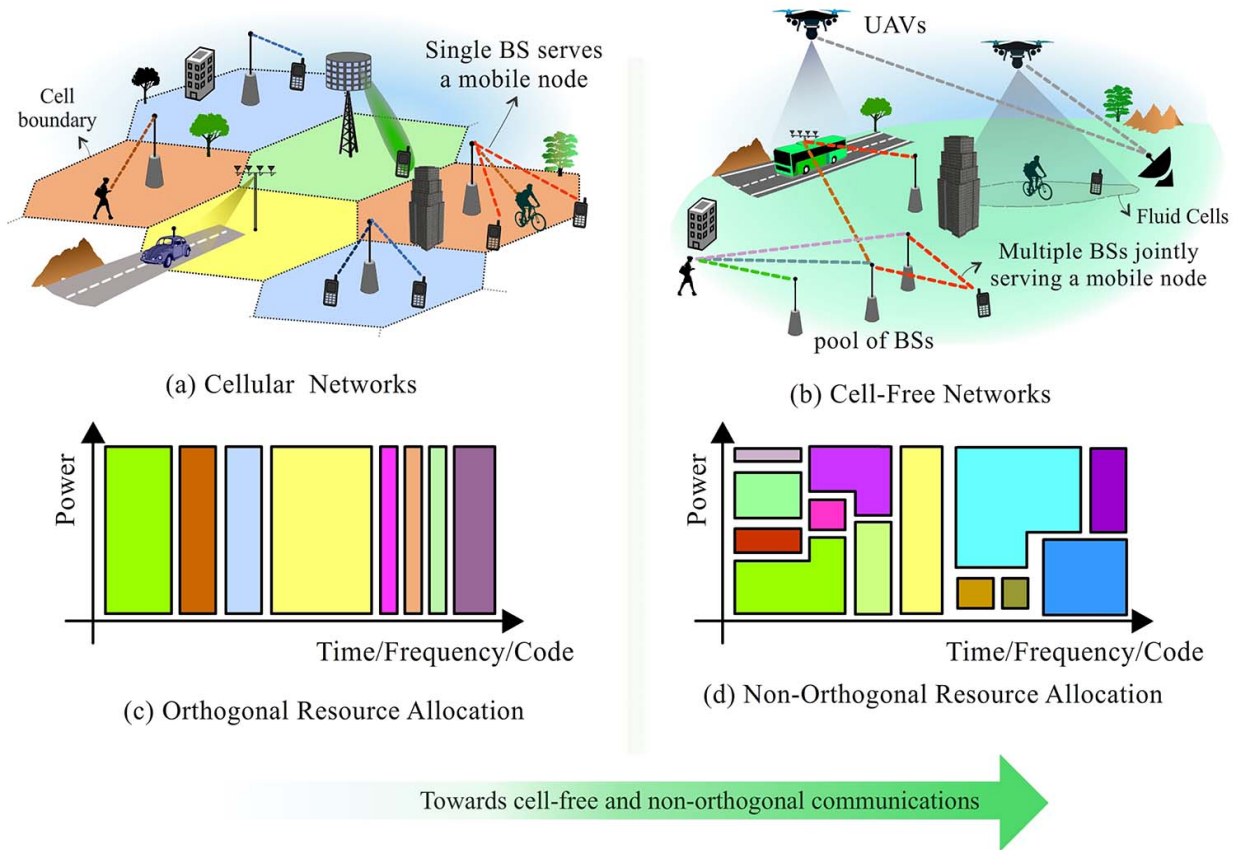 Single BS serves
a mobile node
Cell
boundary
(a) Cellular Networks
UAVs
Fluid Cells
Multiple BSs jointly
serving a mobile node
pool of BSs
(b) Cell-Free Networks
Power
Time/Frequency/Code
(c) Orthogonal Resource Allocation
Power
Time/Frequency/Code
(d) Non-Orthogonal Resource Allocation
Towards cell-free and non-orthogonal communications